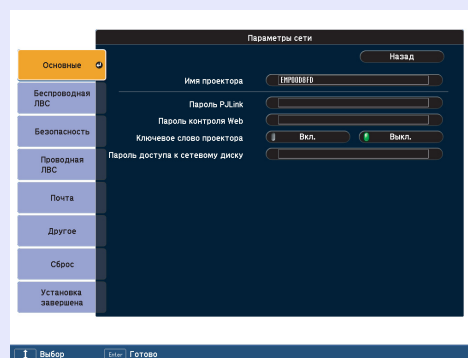 Параметры сети
Назад
Основные
Имя проектора
EMP00D8FD
Беспроводная
ЛВС
Пароль PJLink
Пароль контроля Web
Безопасность
Ключевое слово проектора
Вкл.
Выкл.
Пароль доступа к сетевому диску
Проводная
ЛВС
Почта
Другое
Сброс
Установка
завершена
Выбор
Enter Готово